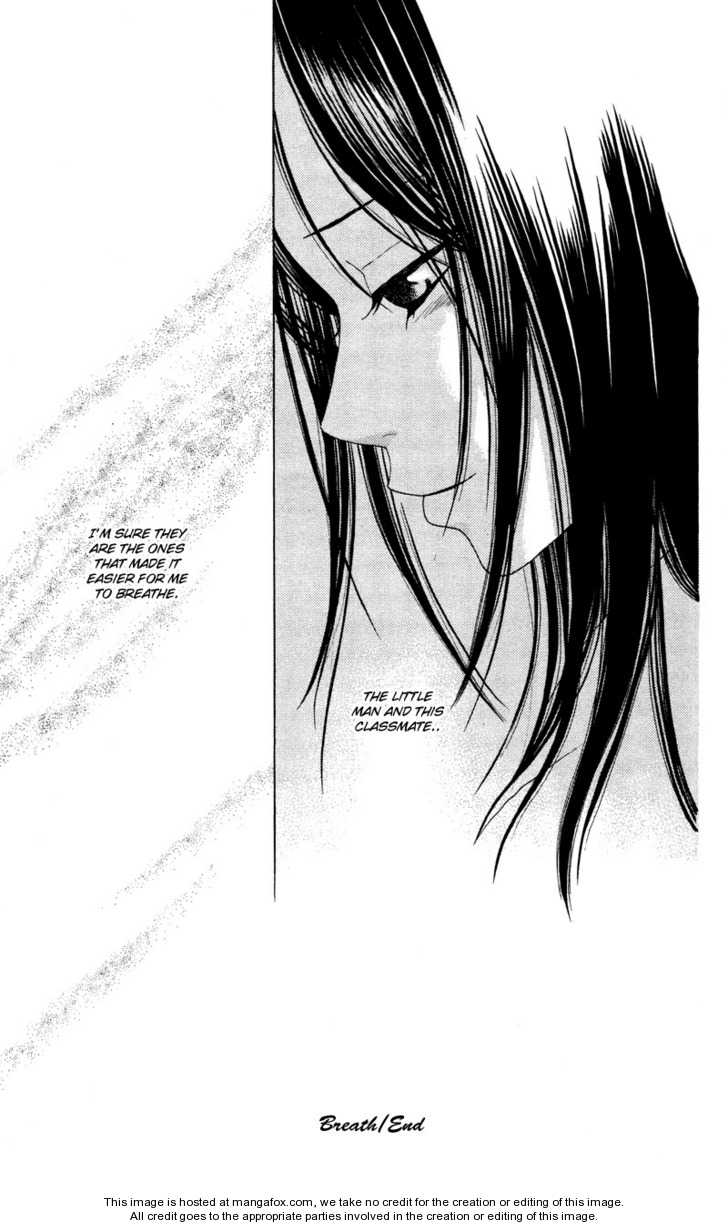 THE LITTLE
MAN AND THIS
CLASSMATE..
I'M SURE THEY
ARE THE ONES
THAT MADE IT
EASIER FOR ME
TO BREATHE.
Breath/End
This image is hosted at mangafox.com, we take no credit for the creation or editing of this image.
All credit goes to the appropriate parties involved in the creation or editing of this image.